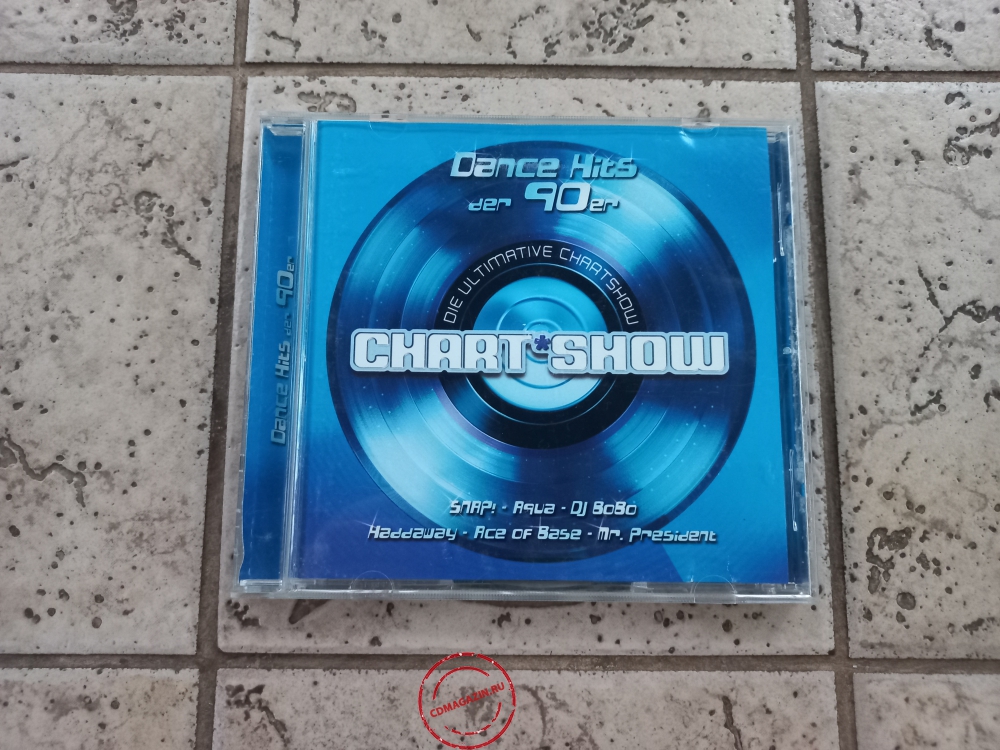 Dance Hits
der 90er
DIE ULTIMATIVE CHARTSHOW
CHART*SHOW
SNAP! - Aqua - DJ BoBo
Haddaway - Ace of Base - Mr. President
Dance Hits der 90er
CDMAGAZIN.RU